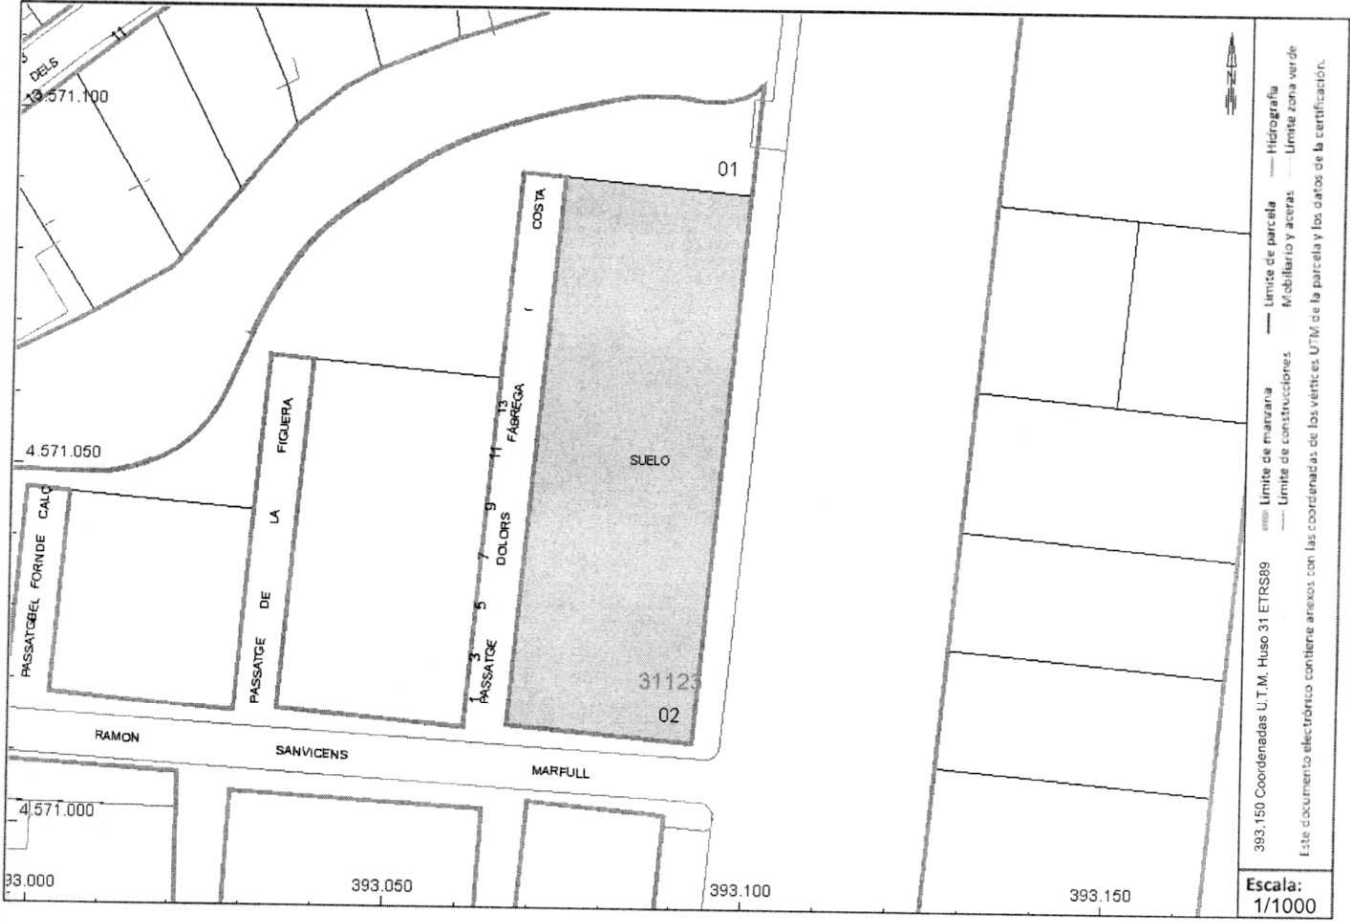 DELS
11
13
4.571.100
01
COSTA
I
FÀBREGA
DOLORS
PASSATGE
13
11
9
7
5
3
1
SUELO
31123
02
FIGUERA
LA
DE
PASSATGE
4.571.050
CALÇ
FORN DE
PASSATGE
RAMON
SANVICENS
MARFULL
4.571.000
93.000
393.050
393.100
393.150
393.150 Coordenadas U.T.M. Huso 31 ETRS89
Límite de manzana
Límite de parcela
Hidrografía
Límite de construcciones
Mobiliario y aceras
Límite zona verde
Este documento electrónico contiene anexos con las coordenadas de los vértices UTM de la parcela y los datos de la certificación.
Escala:
1/1000